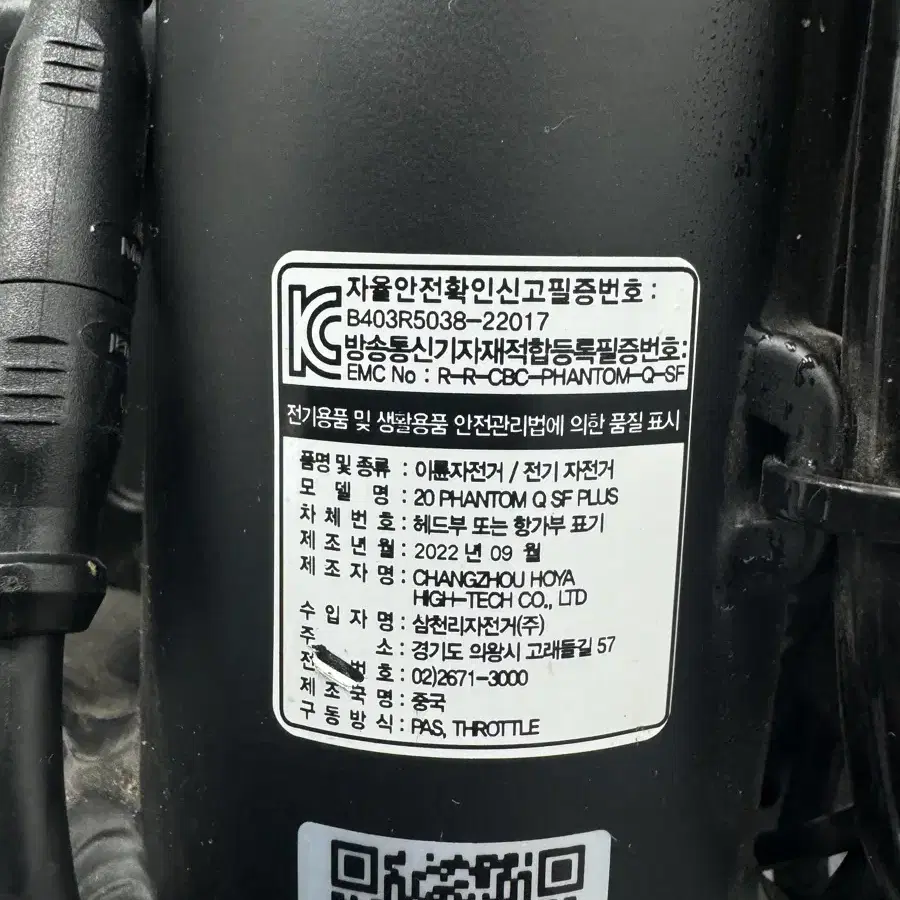 자율안전확인신고필증번호 :
B403R5038-22017
방송통신기자재적합등록필증번호:
EMC No : R-R-CBC-PHANTOM-Q-SF
전기용품 및 생활용품 안전관리법에 의한 품질 표시
품명 및 종류 : 이륜자전거 / 전기 자전거
모 델 명 : 20 PHANTOM Q SF PLUS
차 체 번 호 : 헤드부 또는 항가부 표기
제 조 년 월 : 2022 년 09 월
제 조 자 명 : CHANGZHOU HOYA
HIGH-TECH CO., LTD
수 입 자 명 : 삼천리자전거(주)
주 소 : 경기도 의왕시 고래들길 57
번 호 : 02)2671-3000
제 조 국 명 : 중국
구 동 방 식 : PAS, THROTTLE